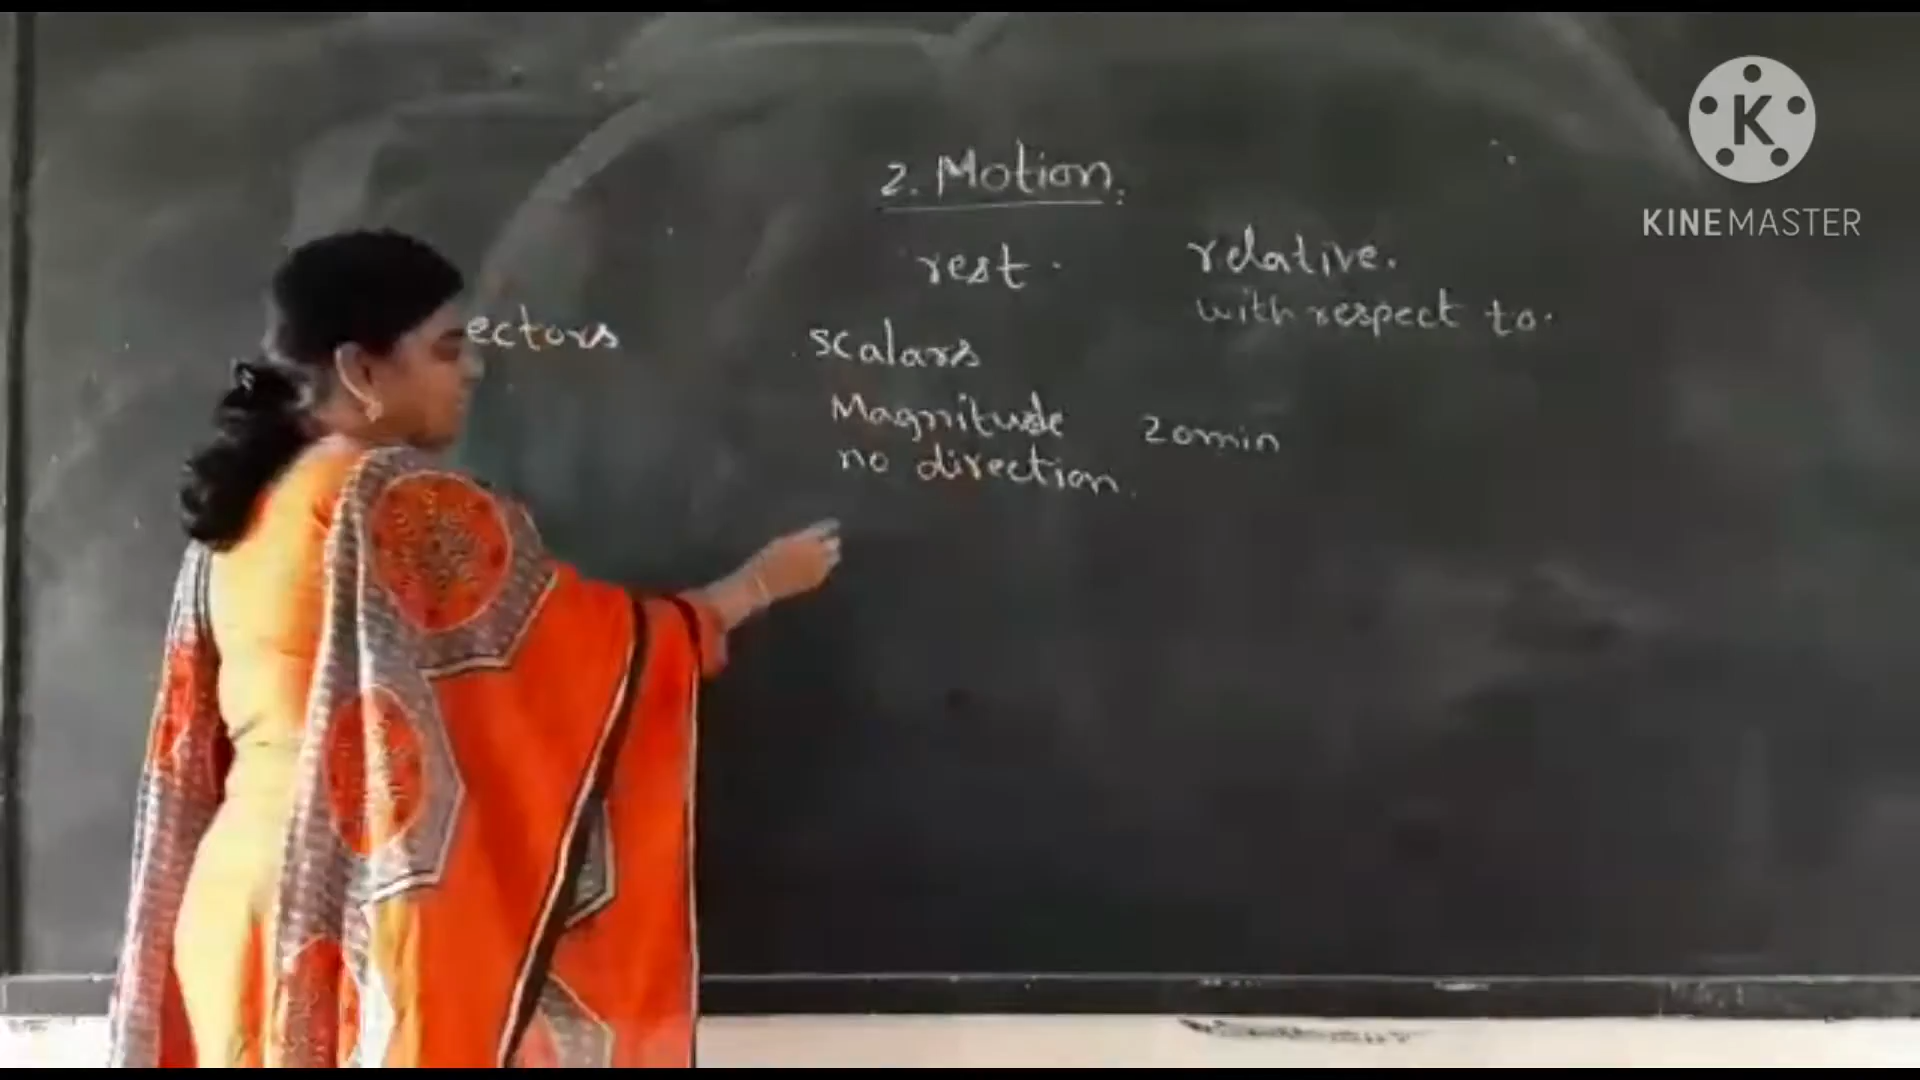 2. Motion.
rest.
relative.
with respect to.
ectors
scalars
Magnitude
20min
no direction.
K
KINEMASTER